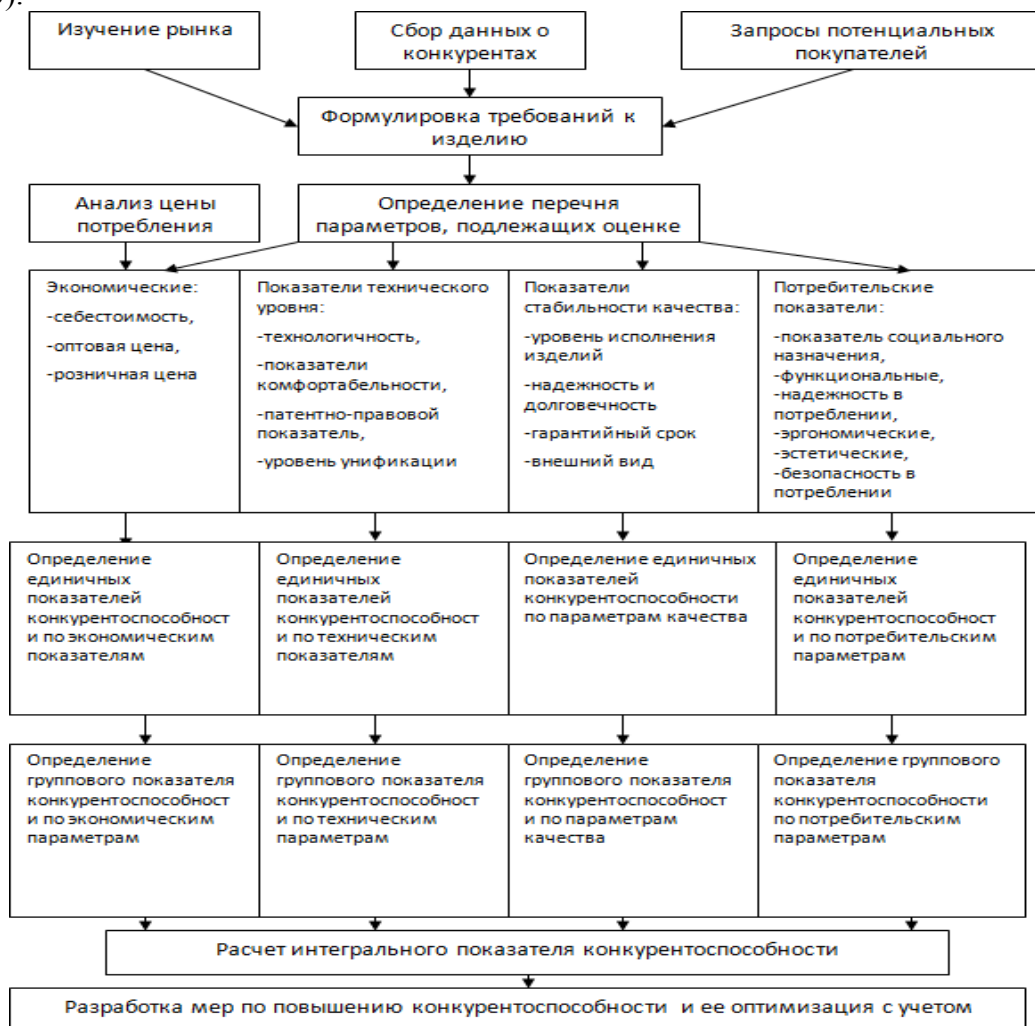 ).
Изучение рынка
Сбор данных о
конкурентах
Запросы потенциальных
покупателей
Формулировка требований к
изделию
Анализ цены
потребления
Определение перечня
параметров, подлежащих оценке
Экономические:
-себестоимость,
-оптовая цена,
-розничная цена
Показатели технического
уровня:
-технологичность,
-показатели
комфортабельности,
-патентно-правовой
показатель,
-уровень унификации
Показатели
стабильности качества:
-уровень исполнения
изделий
-надежность и
долговечность
-гарантийный срок
-внешний вид
Потребительские
показатели:
-показатель социального
назначения,
-функциональные,
-надежность в
потреблении,
-эргономические,
-эстетические,
-безопасность в
потреблении
Определение
единичных
показателей
конкурентоспособност
и по экономическим
показателям
Определение
единичных
показателей
конкурентоспособност
и по техническим
показателям
Определение единичных
показателей
конкурентоспособности
по параметрам качества
Определение
единичных
показателей
конкурентоспособност
и по потребительским
параметрам
Определение
группового показателя
конкурентоспособност
и по экономическим
параметрам
Определение
группового показателя
конкурентоспособност
и по техническим
параметрам
Определение
группового показателя
конкурентоспособност
и по параметрам
качества
Определение группового
показателя
конкурентоспособности
по потребительским
параметрам
Расчет интегрального показателя конкурентоспособности
Разработка мер по повышению конкурентоспособности и ее оптимизация с учетом